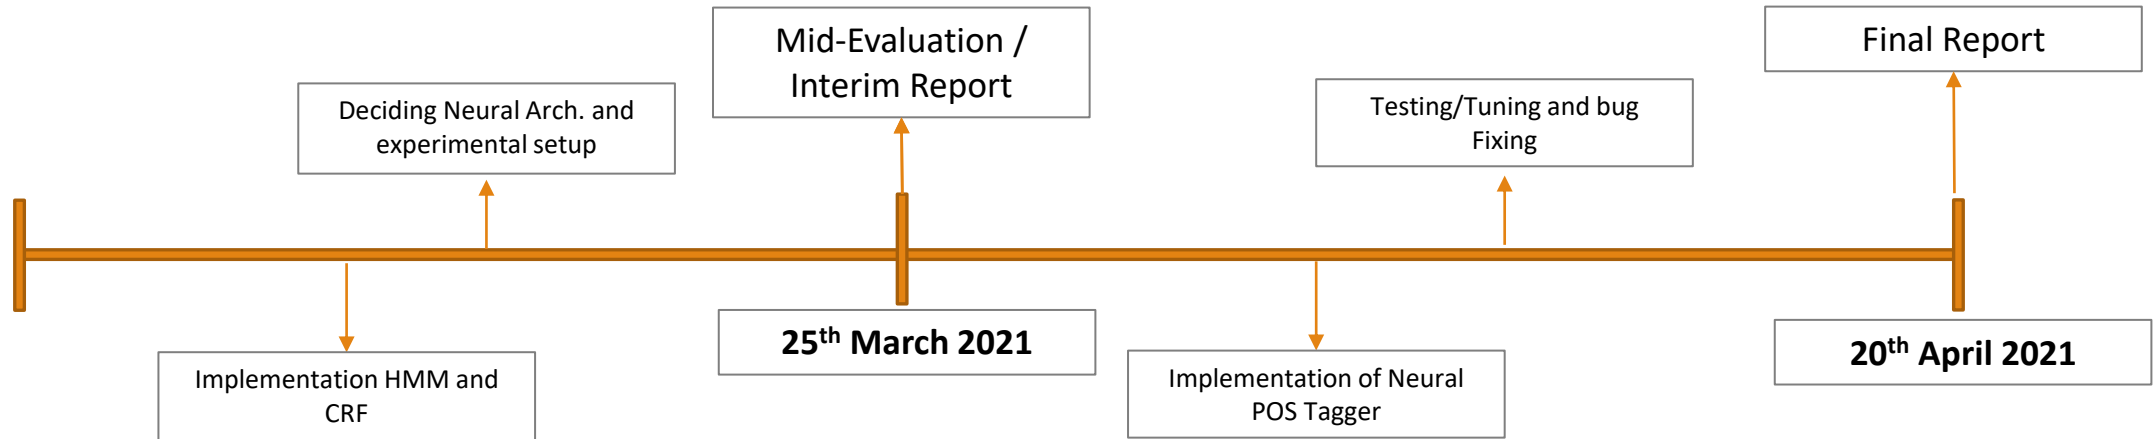 Mid-Evaluation /
Interim Report
Final Report
Deciding Neural Arch. and
experimental setup
Testing/Tuning and bug
Fixing
25th March 2021
20th April 2021
Implementation HMM and
CRF
Implementation of Neural
POS Tagger